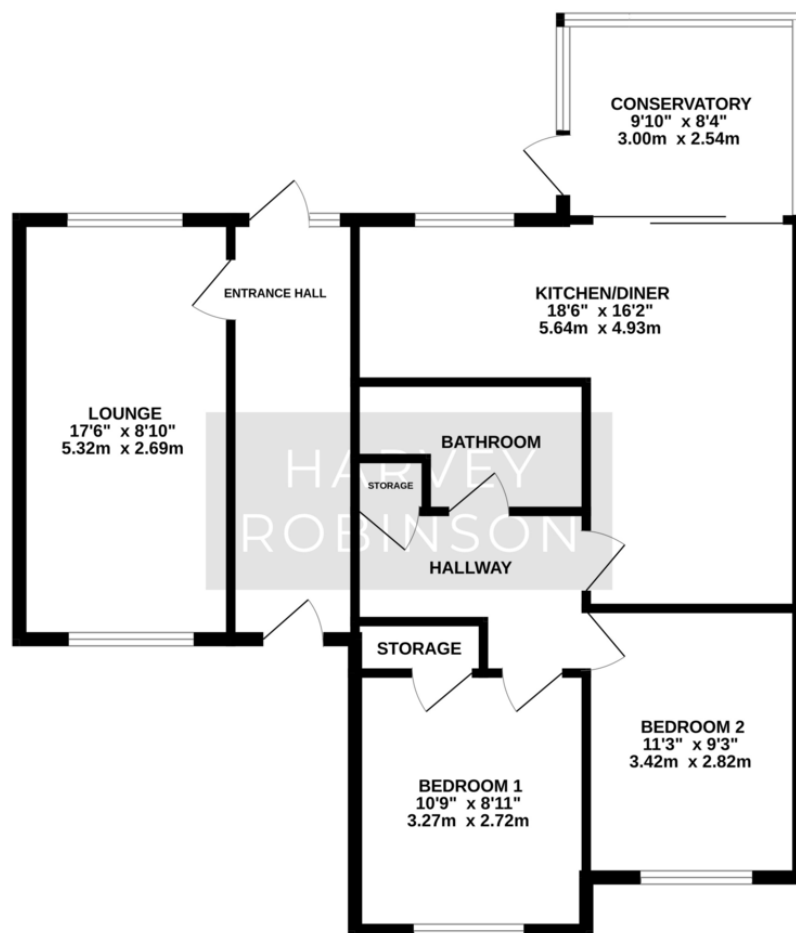 CONSERVATORY
9'10" x 8'4"
3.00m x 2.54m
ENTRANCE HALL
KITCHEN/DINER
18'6" x 16'2"
5.64m x 4.93m
LOUNGE
17'6" x 8'10"
5.32m x 2.69m
BATHROOM
HARVEY
ROBINSON
STORAGE
HALLWAY
STORAGE
BEDROOM 2
11'3" x 9'3"
3.42m x 2.82m
BEDROOM 1
10'9" x 8'11"
3.27m x 2.72m